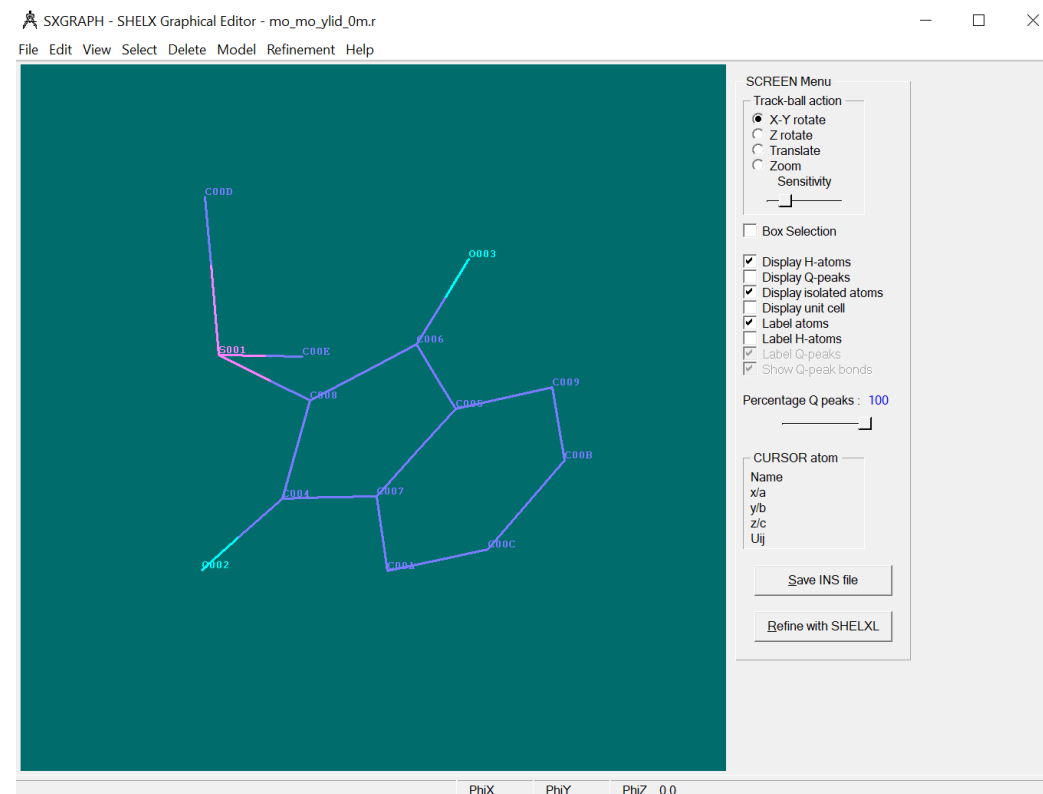 SXGRAPH - SHELX Graphical Editor - mo_mo_ylid_0m.r
File Edit View Select Delete Model Refinement Help
SCREEN Menu
Track-ball action
X-Y rotate
Z rotate
Translate
Zoom
Sensitivity
Box Selection
Display H-atoms
Display Q-peaks
Display isolated atoms
Display unit cell
Label atoms
Label H-atoms
Label Q-peaks
Show Q-peak bonds
Percentage Q peaks : 100
CURSOR atom
Name
x/a
y/b
z/c
Uij
Save INS file
Refine with SHELXL
C00D
O003
C006
S001
C00E
C009
C008
C005
C00B
C007
C004
C00C
O002
C00A
PhiX PhiY PhiZ 0.0